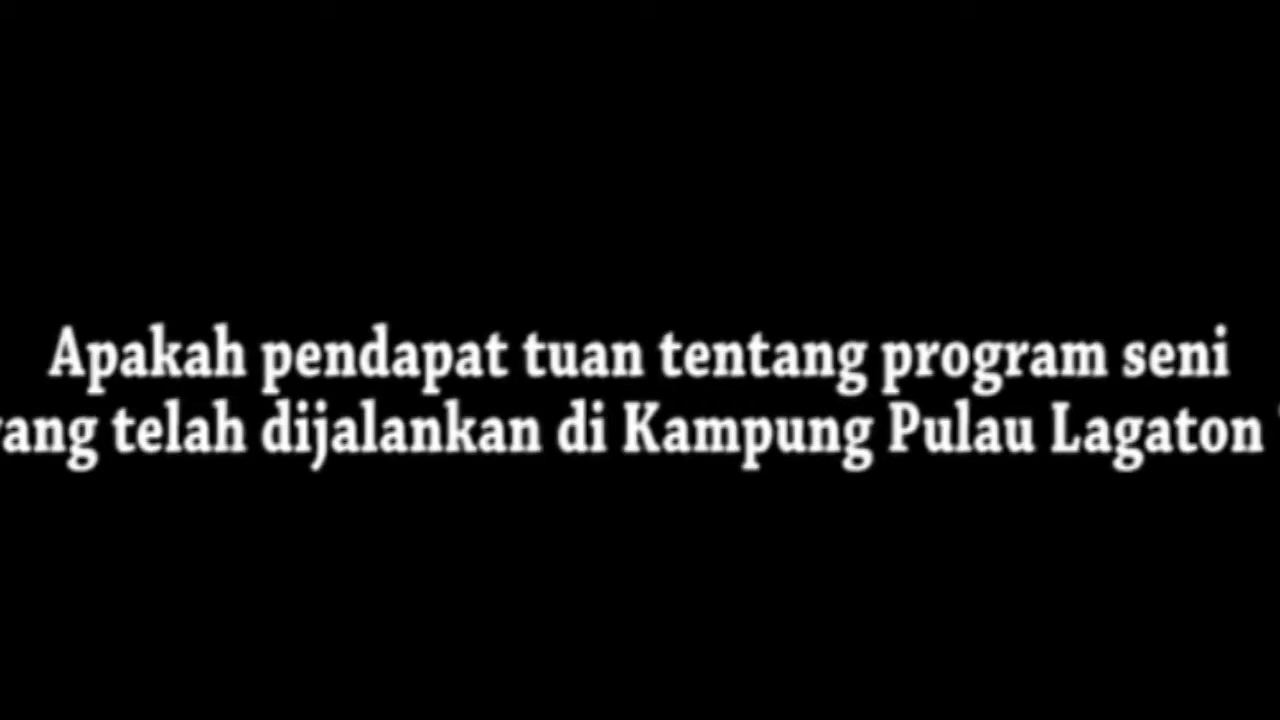 Apakah pendapat tuan tentang program seni
yang telah dijalankan di Kampung Pulau Lagaton